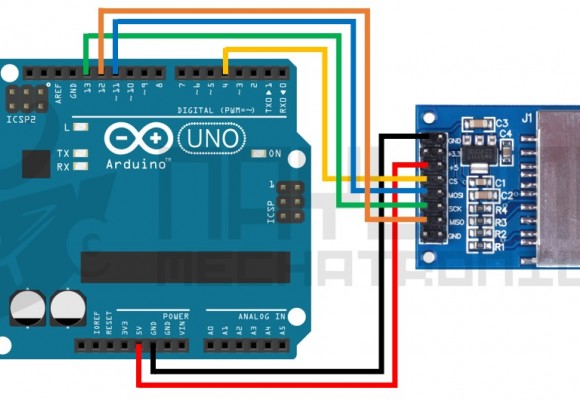 AREF
GND
13
12
~11
~10
~9
8
7
~6
~5
4
~3
2
TX0▶1
RX0◀0
DIGITAL (PWM=~)
ICSP2
L
TX
RX
Arduino™
UNO
ON
1
ICSP
MECHATRONIC
IOREF
RESET
3V3
5V
GND
GND
VIN
POWER
ANALOG IN
A0
A1
A2
A3
A4
A5
J1
C3
C4
GND
+3.3
+5
CS
MOSI
SCK
MISO
GND
C1
C2
R4
R3
R2
R1